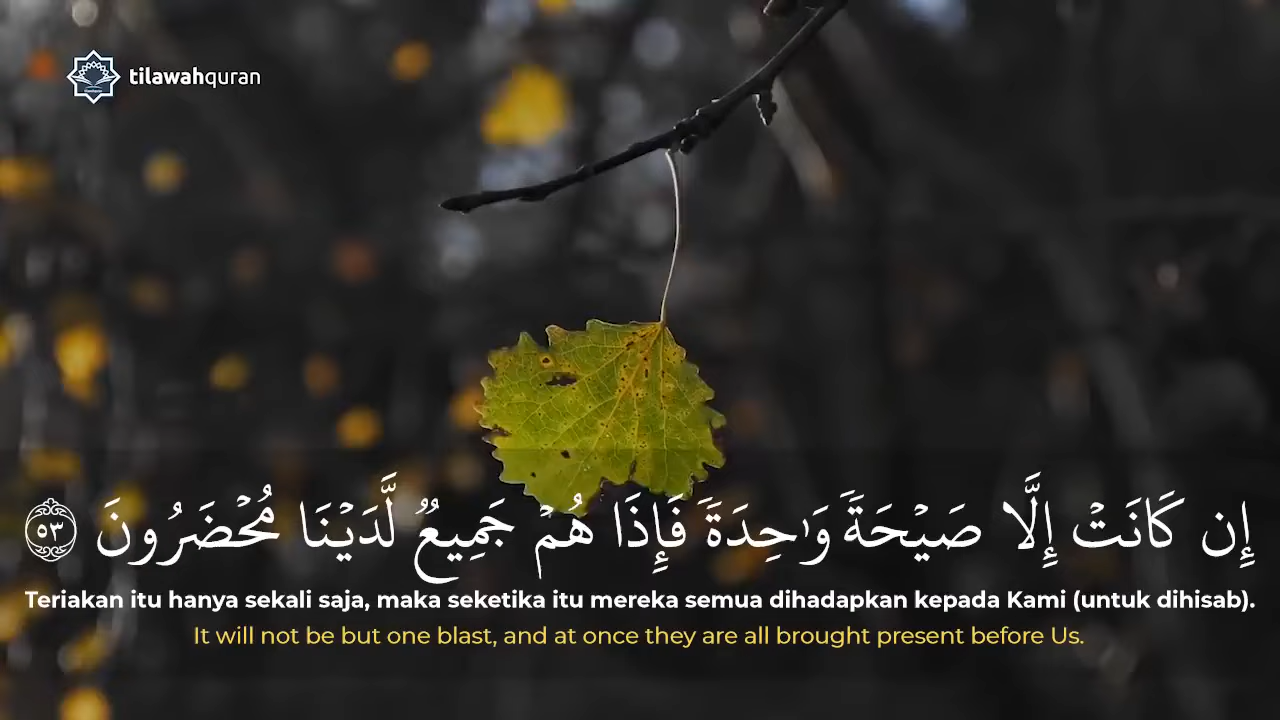 tilawahquran
إِن كَانَتْ إِلَّا صَيْحَةً وَٰحِدَةً فَإِذَا هُمْ جَمِيعٌ لَّدَيْنَا مُحْضَرُونَ ٥٣
Teriakan itu hanya sekali saja, maka seketika itu mereka semua dihadapkan kepada Kami (untuk dihisab).
It will not be but one blast, and at once they are all brought present before Us.